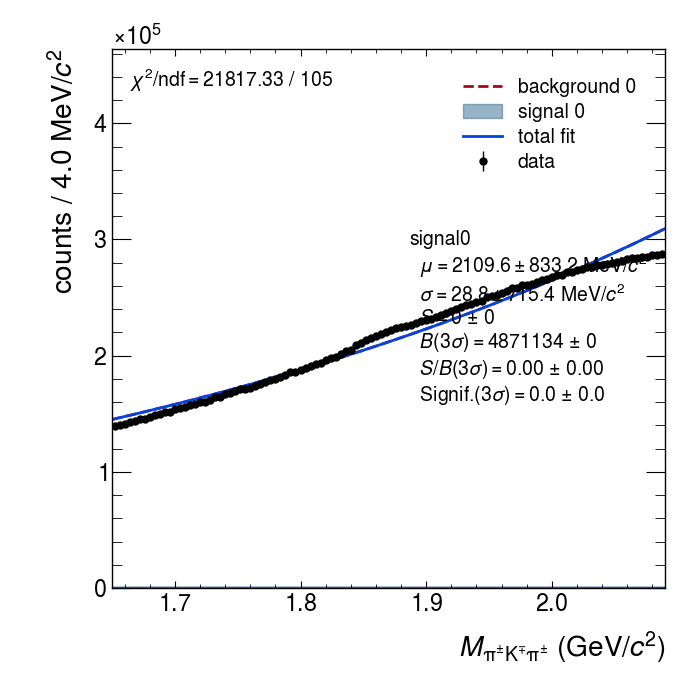 ×10⁵
counts / 4.0 MeV/c²
χ²/ndf = 21817.33 / 105
background 0
signal 0
total fit
data
signal0
μ = 2109.6 ± 833.2 MeV/c²
σ = 28.8 ± 715.4 MeV/c²
S = 0 ± 0
B(3σ) = 4871134 ± 0
S/B(3σ) = 0.00 ± 0.00
Signif.(3σ) = 0.0 ± 0.0
4
3
2
1
0
1.7 1.8 1.9 2.0
M_π±K∓π± (GeV/c²)